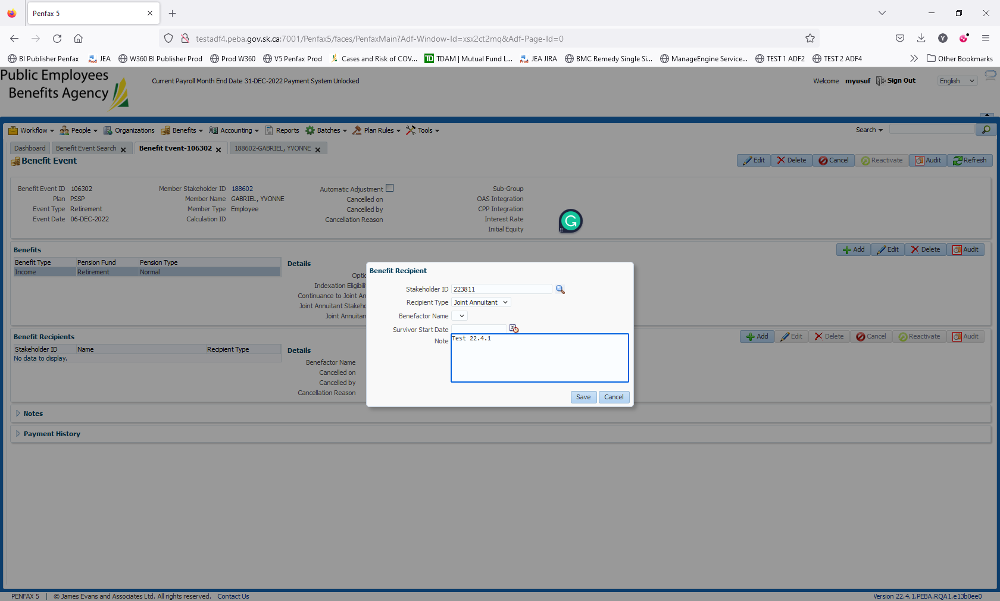 Penfax 5
testadf4.peba.gov.sk.ca:7001/Penfax5/faces/PenfaxMain?Adf-Window-Id=xsx2ct2mq&Adf-Page-Id=0
BI Publisher Penfax JEA W360 BI Publisher Prod Prod W360 V5 Penfax Prod Cases and Risk of COV... TDAM | Mutual Fund L... JEA JIRA BMC Remedy Single Si... ManageEngine Service... TEST 1 ADF2 TEST 2 ADF4 Other Bookmarks
Public Employees
Benefits Agency
Current Payroll Month End Date 31-DEC-2022 Payment System Unlocked
Welcome myusuf Sign Out English
Workflow People Organizations Benefits Accounting Reports Batches Plan Rules Tools Search
Dashboard Benefit Event Search Benefit Event-106302 188602-GABRIEL, YVONNE
Benefit Event
Edit Delete Cancel Reactivate Audit Refresh
Benefit Event ID 106302 Member Stakeholder ID 188602 Automatic Adjustment Sub-Group
Plan PSSP Member Name GABRIEL, YVONNE Cancelled on OAS Integration
Event Type Retirement Member Type Employee Cancelled by CPP Integration
Event Date 06-DEC-2022 Calculation ID Cancellation Reason Interest Rate
Initial Equity
Benefits
Add Edit Delete Audit
Benefit Type Pension Fund Pension Type
Income Retirement Normal
Details
Optic
Indexation Eligibili
Continuance to Joint An
Joint Annuitant Stakeho
Joint Annuitan
Benefit Recipient
Stakeholder ID 223811
Recipient Type Joint Annuitant
Benefactor Name
Survivor Start Date
Note Test 22.4.1
Save Cancel
Benefit Recipients
Add Edit Delete Cancel Reactivate Audit
Stakeholder ID Name Recipient Type
No data to display.
Details
Benefactor Name
Cancelled on
Cancelled by
Cancellation Reason
Notes
Payment History
PENFAX 5 | © James Evans and Associates Ltd. All rights reserved. Contact Us
Version 22.4.1.PEBA.RQA1.e13b0ee0